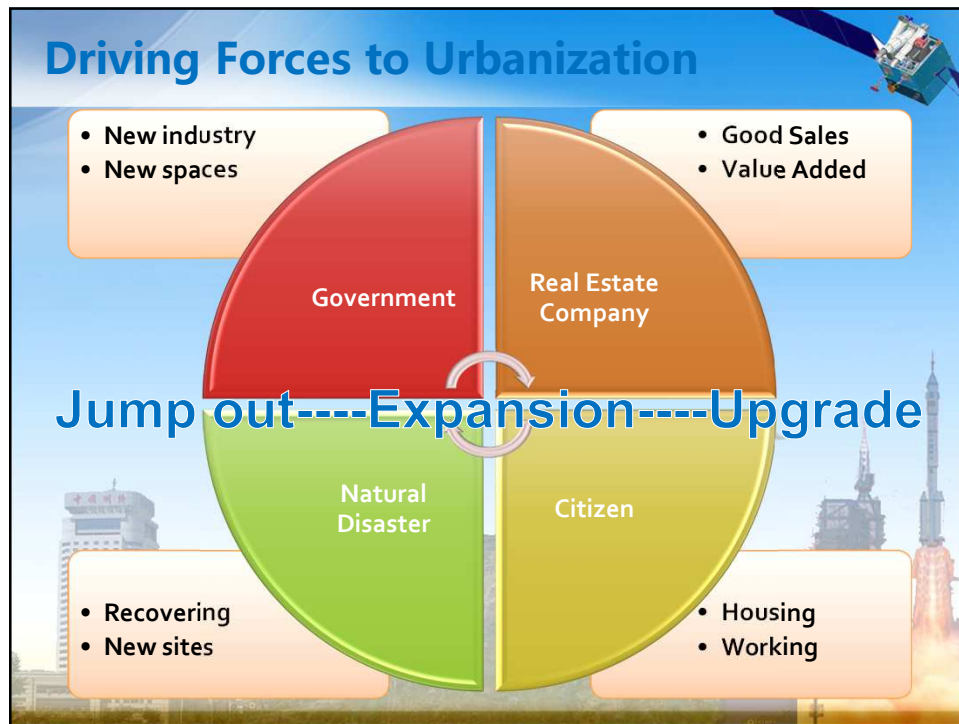 Driving Forces to Urbanization
• New industry
• New spaces
• Good Sales
• Value Added
Government
Real Estate
Company
Jump out----Expansion----Upgrade
Natural
Disaster
Citizen
• Recovering
• New sites
• Housing
• Working